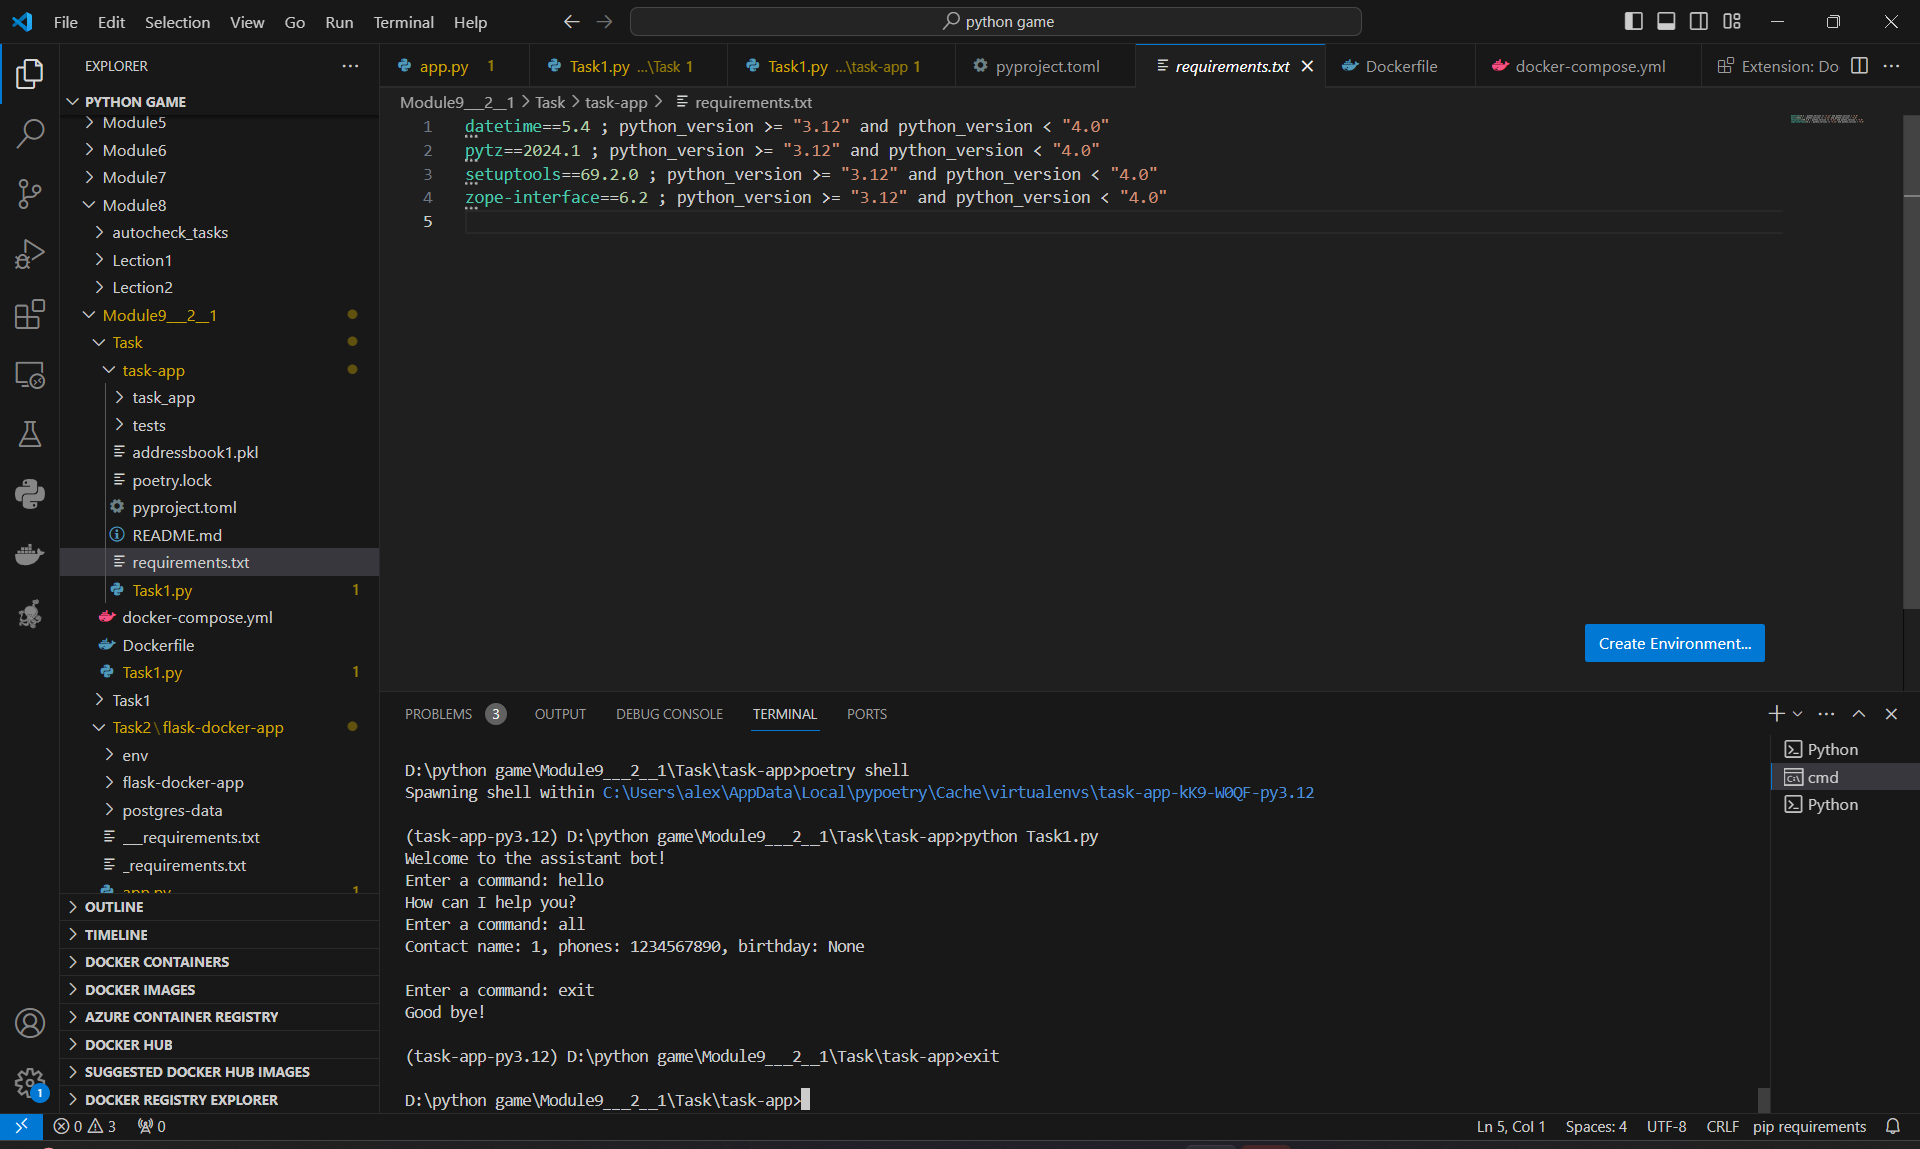 File Edit Selection View Go Run Terminal Help
python game
EXPLORER
PYTHON GAME
Module5
Module6
Module7
Module8
autocheck_tasks
Lection1
Lection2
Module9___2__1
Task
task-app
task_app
tests
addressbook1.pkl
poetry.lock
pyproject.toml
README.md
requirements.txt
Task1.py 1
docker-compose.yml
Dockerfile
Task1.py 1
Task1
Task2\flask-docker-app
env
flask-docker-app
postgres-data
___requirements.txt
_requirements.txt
app.py 1
OUTLINE
TIMELINE
DOCKER CONTAINERS
DOCKER IMAGES
AZURE CONTAINER REGISTRY
DOCKER HUB
SUGGESTED DOCKER HUB IMAGES
DOCKER REGISTRY EXPLORER
app.py 1 Task1.py ...\Task 1 Task1.py ...\task-app 1 pyproject.toml requirements.txt Dockerfile docker-compose.yml Extension: Do
Module9___2__1 > Task > task-app > requirements.txt
1 datetime==5.4 ; python_version >= "3.12" and python_version < "4.0"
2 pytz==2024.1 ; python_version >= "3.12" and python_version < "4.0"
3 setuptools==69.2.0 ; python_version >= "3.12" and python_version < "4.0"
4 zope-interface==6.2 ; python_version >= "3.12" and python_version < "4.0"
5
Create Environment...
PROBLEMS 3 OUTPUT DEBUG CONSOLE TERMINAL PORTS
D:\python game\Module9___2__1\Task\task-app>poetry shell
Spawning shell within C:\Users\alex\AppData\Local\pypoetry\Cache\virtualenvs\task-app-kK9-W0QF-py3.12
(task-app-py3.12) D:\python game\Module9___2__1\Task\task-app>python Task1.py
Welcome to the assistant bot!
Enter a command: hello
How can I help you?
Enter a command: all
Contact name: 1, phones: 1234567890, birthday: None
Enter a command: exit
Good bye!
(task-app-py3.12) D:\python game\Module9___2__1\Task\task-app>exit
D:\python game\Module9___2__1\Task\task-app>
Python
cmd
Python
1
0 3 0
Ln 5, Col 1 Spaces: 4 UTF-8 CRLF pip requirements